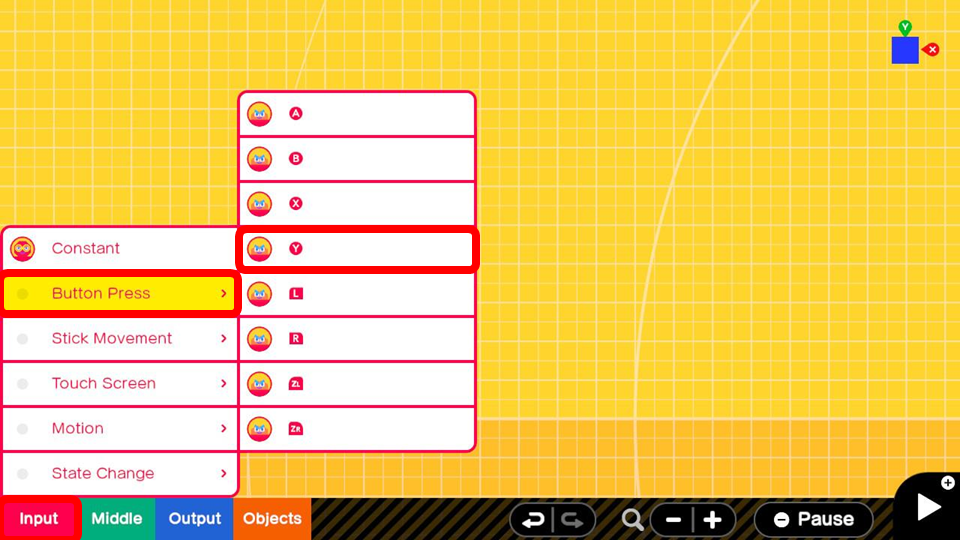 Y
X
A
B
X
Constant
Y
Button Press
L
Stick Movement
R
Touch Screen
ZL
Motion
ZR
State Change
Input
Middle
Output
Objects
Pause